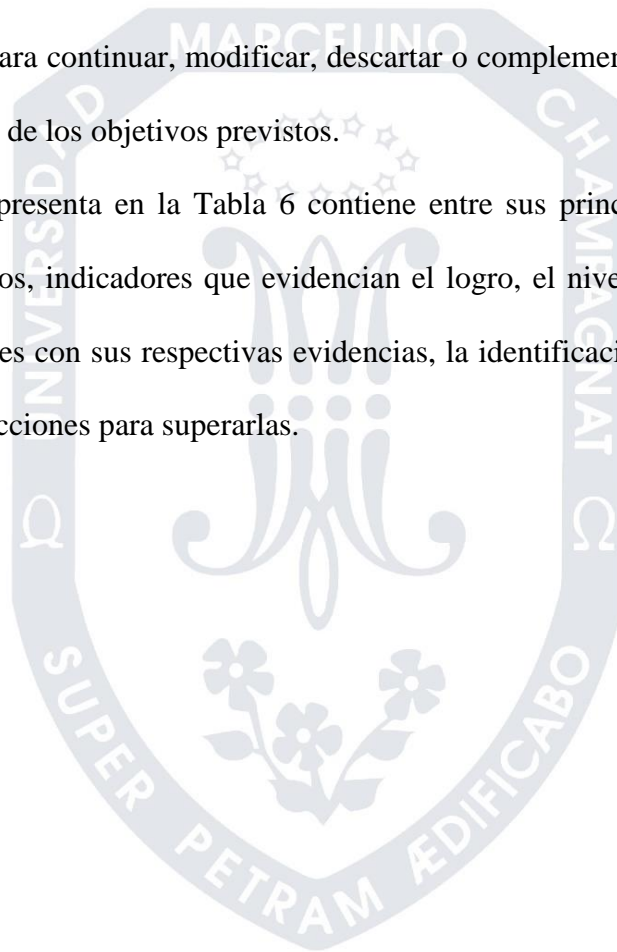 ara continuar, modificar, descartar o complemen
de los objetivos previstos.
presenta en la Tabla 6 contiene entre sus princ
os, indicadores que evidencian el logro, el nive
es con sus respectivas evidencias, la identificaci
cciones para superarlas.
UNIVERSIDAD MARCELINO CHAMPAGNAT
Ω Ω
SUPER PETRAM ÆDIFICABO